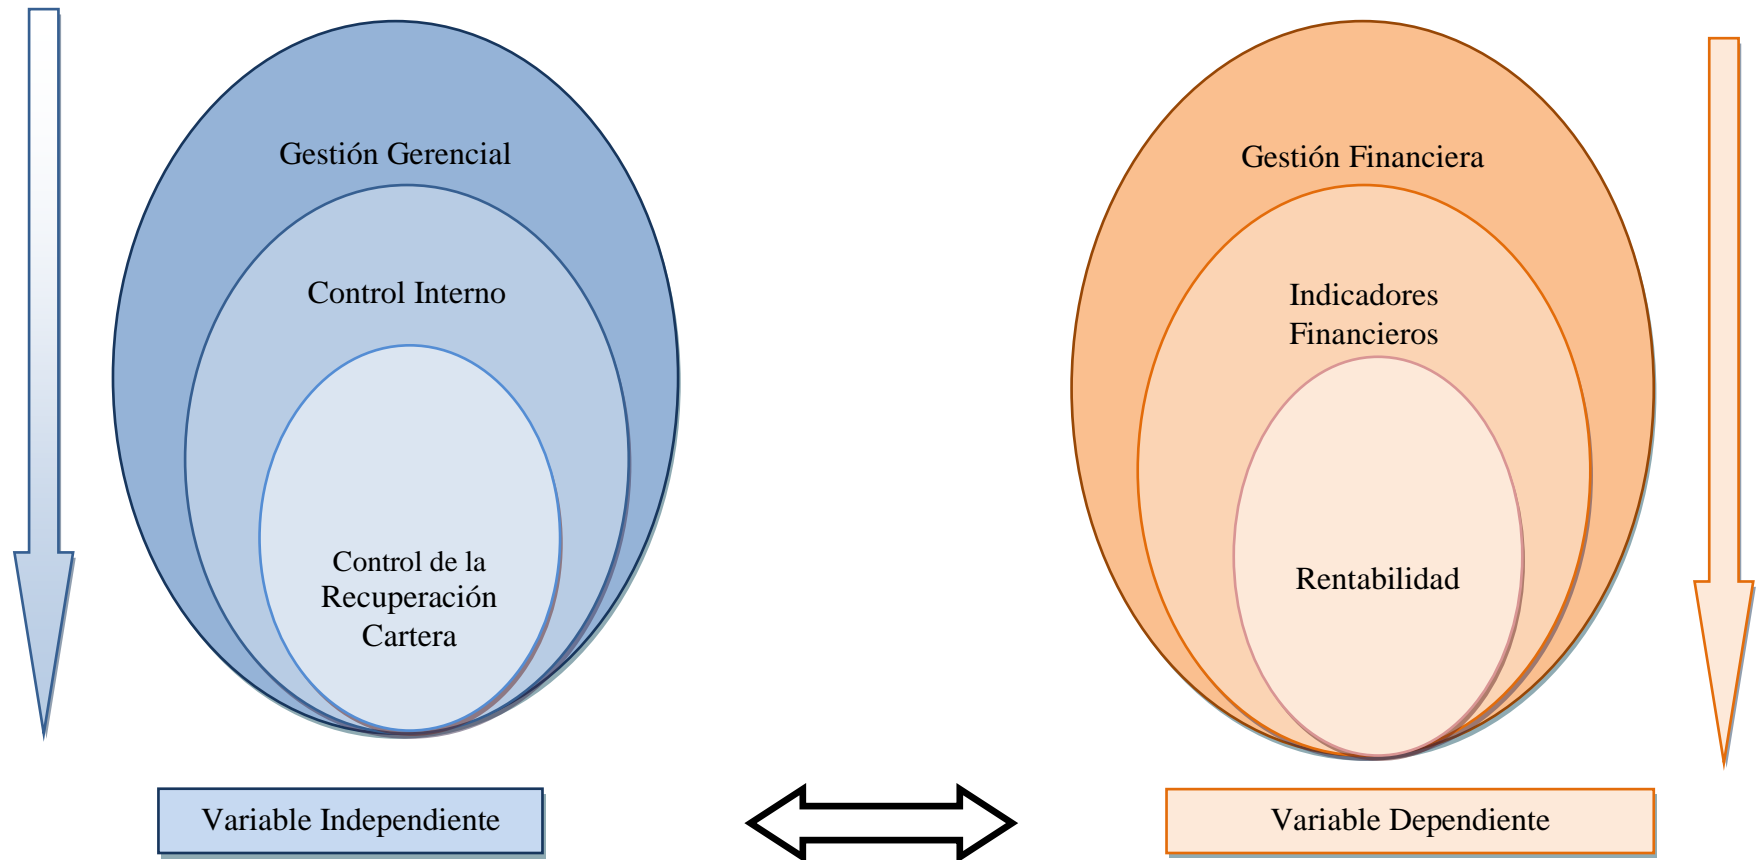 Gestión Gerencial
Control Interno
Control de la
Recuperación
Cartera
Variable Independiente
Gestión Financiera
Indicadores
Financieros
Rentabilidad
Variable Dependiente